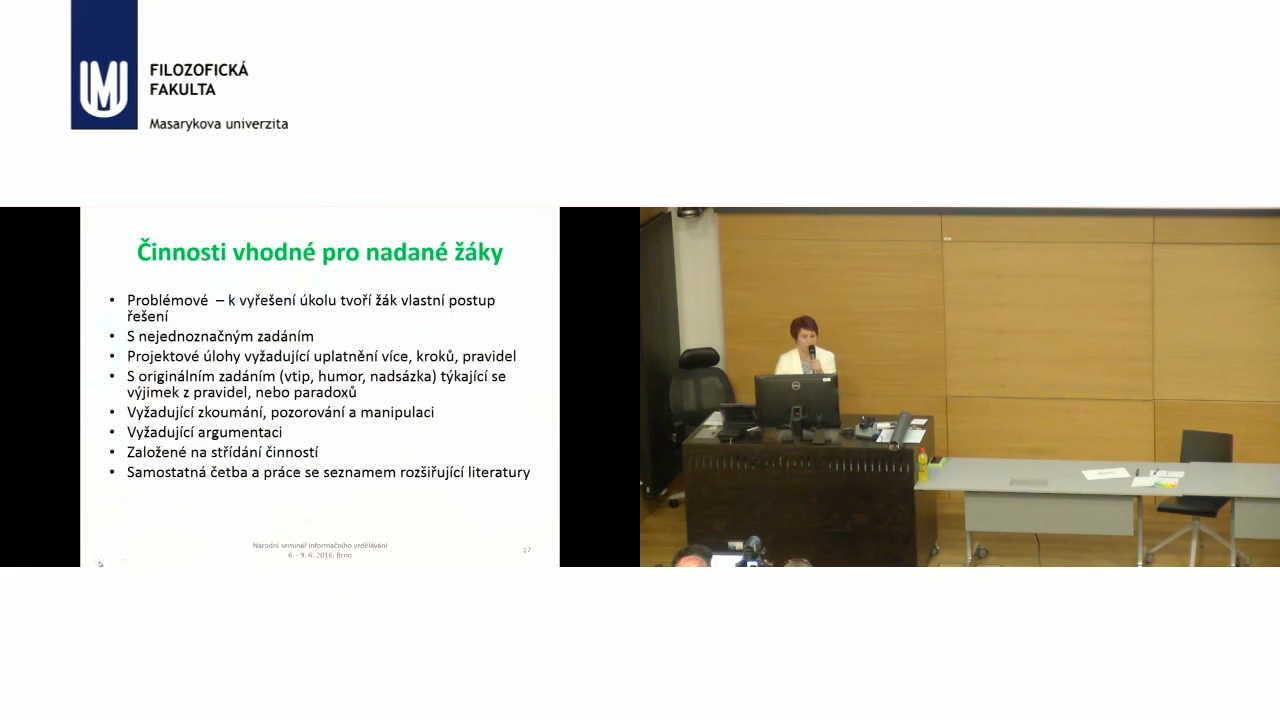 FILOZOFICKÁ
FAKULTA
Masarykova univerzita
Činnosti vhodné pro nadané žáky
• Problémové – k vyřešení úkolu tvoří žák vlastní postup
řešení
• S nejednoznačným zadáním
• Projektové úlohy vyžadující uplatnění více, kroků, pravidel
• S originálním zadáním (vtip, humor, nadsázka) týkající se
výjimek z pravidel, nebo paradoxů
• Vyžadující zkoumání, pozorování a manipulaci
• Vyžadující argumentaci
• Založené na střídání činností
• Samostatná četba a práce se seznamem rozšiřující literatury
Národní seminář informačního vzdělávání
6. - 9. 6. 2016, Brno
27
DELL